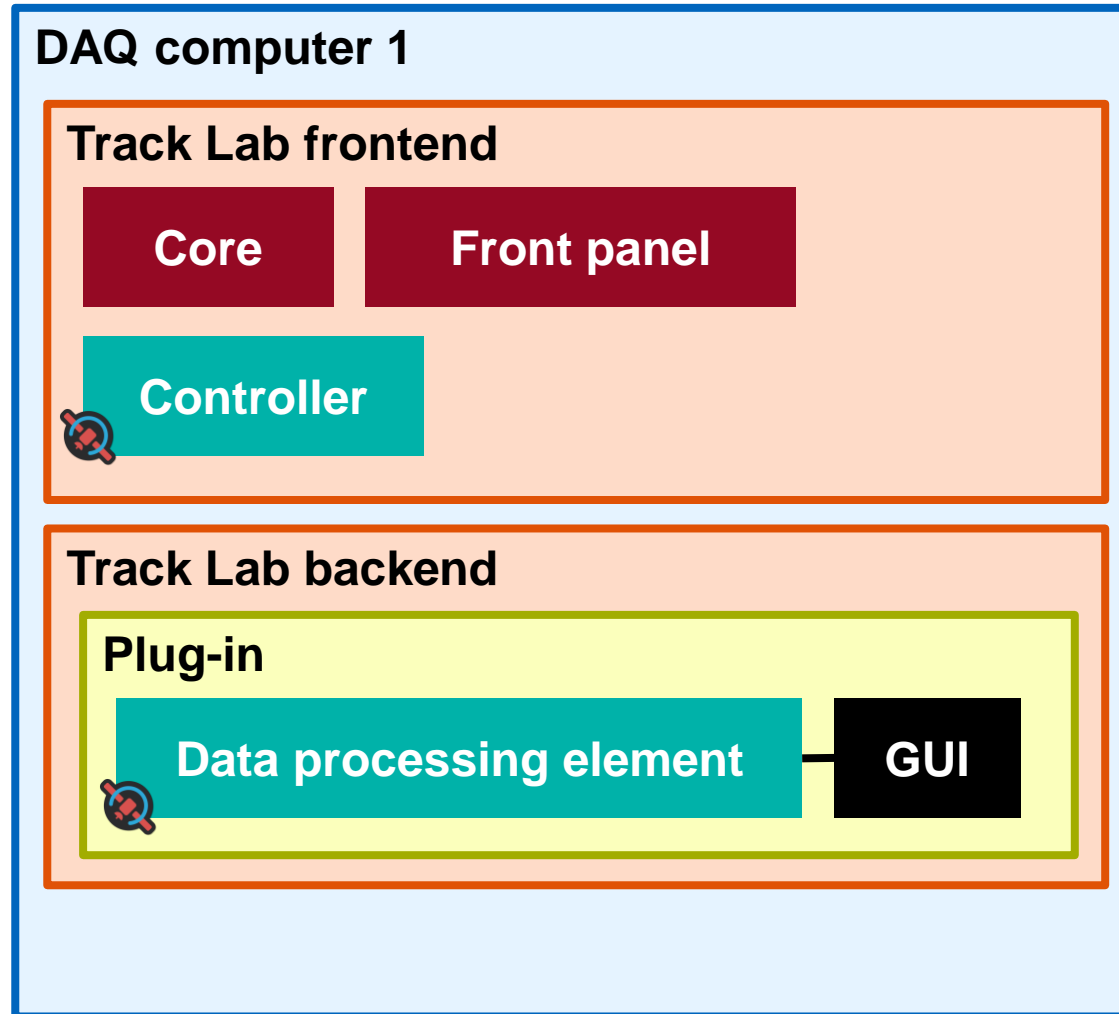 DAQ computer 1
Track Lab frontend
Core
Front panel
Controller
Track Lab backend
Plug-in
Data processing element
GUI